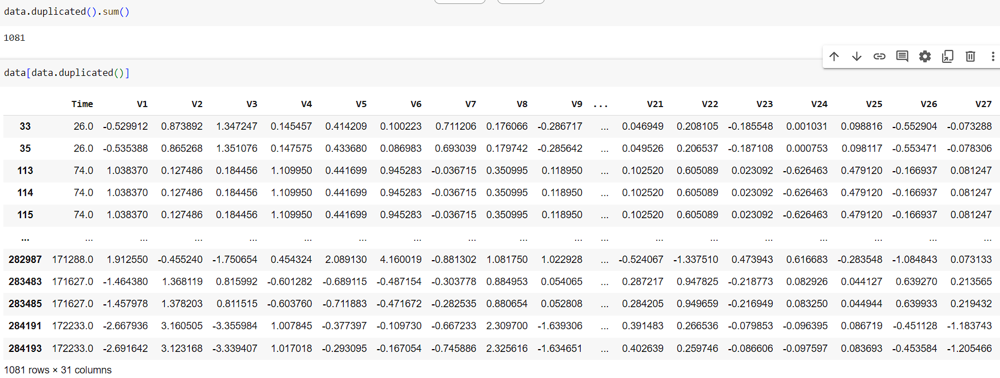 data.duplicated().sum()
1081
data[data.duplicated()]
Time V1 V2 V3 V4 V5 V6 V7 V8 V9 ... V21 V22 V23 V24 V25 V26 V27
33 26.0 -0.529912 0.873892 1.347247 0.145457 0.414209 0.100223 0.711206 0.176066 -0.286717 ... 0.046949 0.208105 -0.185548 0.001031 0.098816 -0.552904 -0.073288
35 26.0 -0.535388 0.865268 1.351076 0.147575 0.433680 0.086983 0.693039 0.179742 -0.285642 ... 0.049526 0.206537 -0.187108 0.000753 0.098117 -0.553471 -0.078306
113 74.0 1.038370 0.127486 0.184456 1.109950 0.441699 0.945283 -0.036715 0.350995 0.118950 ... 0.102520 0.605089 0.023092 -0.626463 0.479120 -0.166937 0.081247
114 74.0 1.038370 0.127486 0.184456 1.109950 0.441699 0.945283 -0.036715 0.350995 0.118950 ... 0.102520 0.605089 0.023092 -0.626463 0.479120 -0.166937 0.081247
115 74.0 1.038370 0.127486 0.184456 1.109950 0.441699 0.945283 -0.036715 0.350995 0.118950 ... 0.102520 0.605089 0.023092 -0.626463 0.479120 -0.166937 0.081247
... ... ... ... ... ... ... ... ... ... ... ... ... ... ... ... ... ... ...
282987 171288.0 1.912550 -0.455240 -1.750654 0.454324 2.089130 4.160019 -0.881302 1.081750 1.022928 ... -0.524067 -1.337510 0.473943 0.616683 -0.283548 -1.084843 0.073133
283483 171627.0 -1.464380 1.368119 0.815992 -0.601282 -0.689115 -0.487154 -0.303778 0.884953 0.054065 ... 0.287217 0.947825 -0.218773 0.082926 0.044127 0.639270 0.213565
283485 171627.0 -1.457978 1.378203 0.811515 -0.603760 -0.711883 -0.471672 -0.282535 0.880654 0.052808 ... 0.284205 0.949659 -0.216949 0.083250 0.044944 0.639933 0.219432
284191 172233.0 -2.667936 3.160505 -3.355984 1.007845 -0.377397 -0.109730 -0.667233 2.309700 -1.639306 ... 0.391483 0.266536 -0.079853 -0.096395 0.086719 -0.451128 -1.183743
284193 172233.0 -2.691642 3.123168 -3.339407 1.017018 -0.293095 -0.167054 -0.745886 2.325616 -1.634651 ... 0.402639 0.259746 -0.086606 -0.097597 0.083693 -0.453584 -1.205466
1081 rows × 31 columns